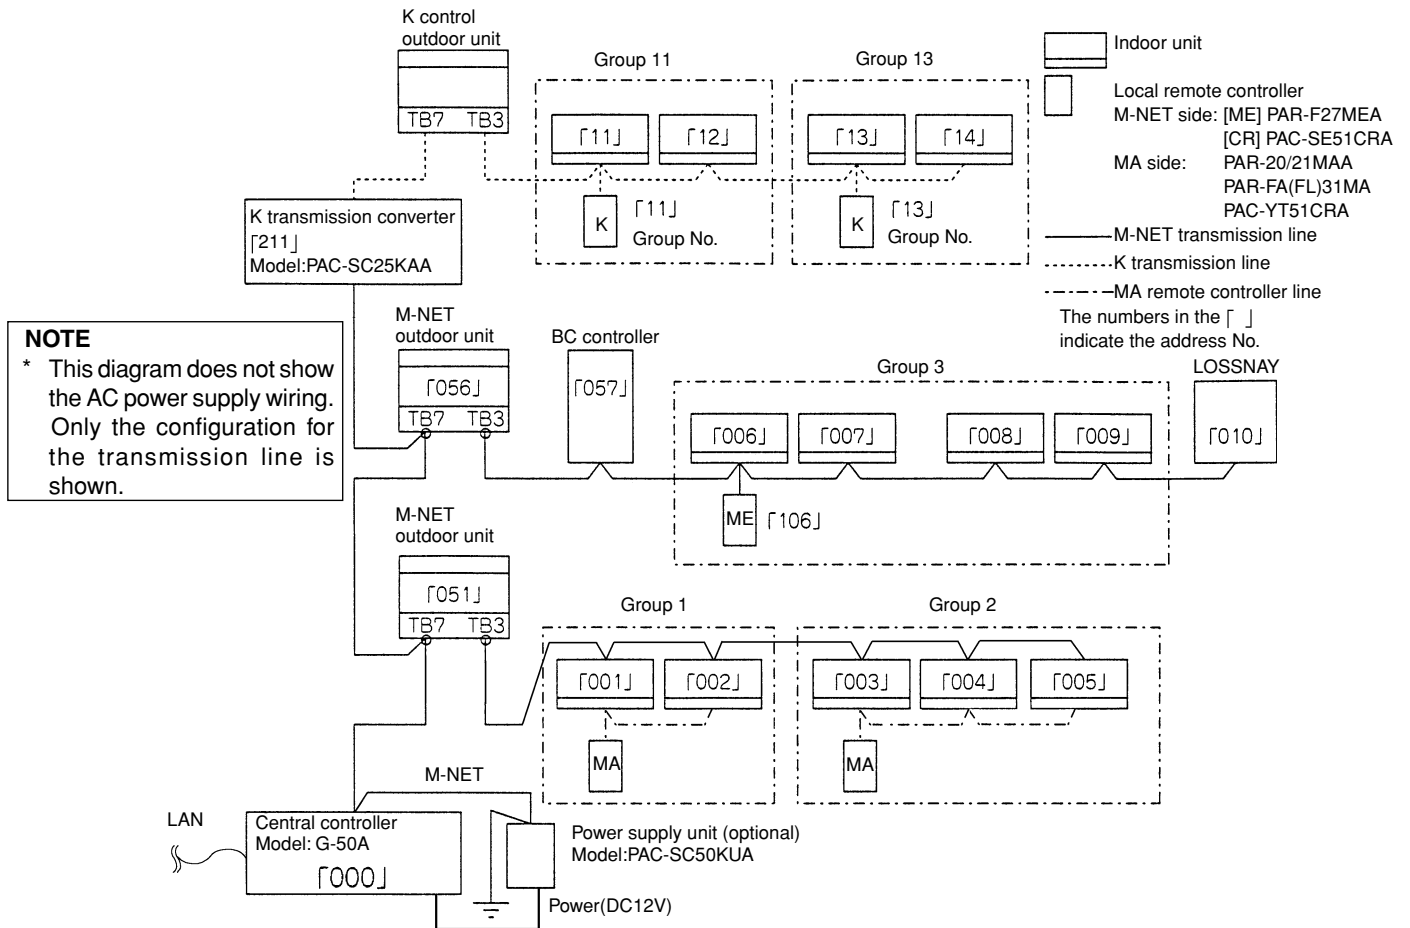 K control
outdoor unit
TB7 TB3
Group 11
Group 13
「11」
「12」
「13」
「14」
K
「11」
Group No.
K
「13」
Group No.
Indoor unit
Local remote controller
M-NET side: [ME] PAR-F27MEA
[CR] PAC-SE51CRA
MA side: PAR-20/21MAA
PAR-FA(FL)31MA
PAC-YT51CRA
M-NET transmission line
K transmission line
MA remote controller line
The numbers in the「 」
indicate the address No.
K transmission converter
「211」
Model:PAC-SC25KAA
NOTE
* This diagram does not show
the AC power supply wiring.
Only the configuration for
the transmission line is
shown.
M-NET
outdoor unit
「056」
TB7 TB3
BC controller
「057」
Group 3
「006」
「007」
「008」
「009」
ME
「106」
LOSSNAY
「010」
M-NET
outdoor unit
「051」
TB7 TB3
Group 1
「001」
「002」
MA
Group 2
「003」
「004」
「005」
MA
M-NET
LAN
Central controller
Model: G-50A
「000」
Power supply unit (optional)
Model:PAC-SC50KUA
Power(DC12V)